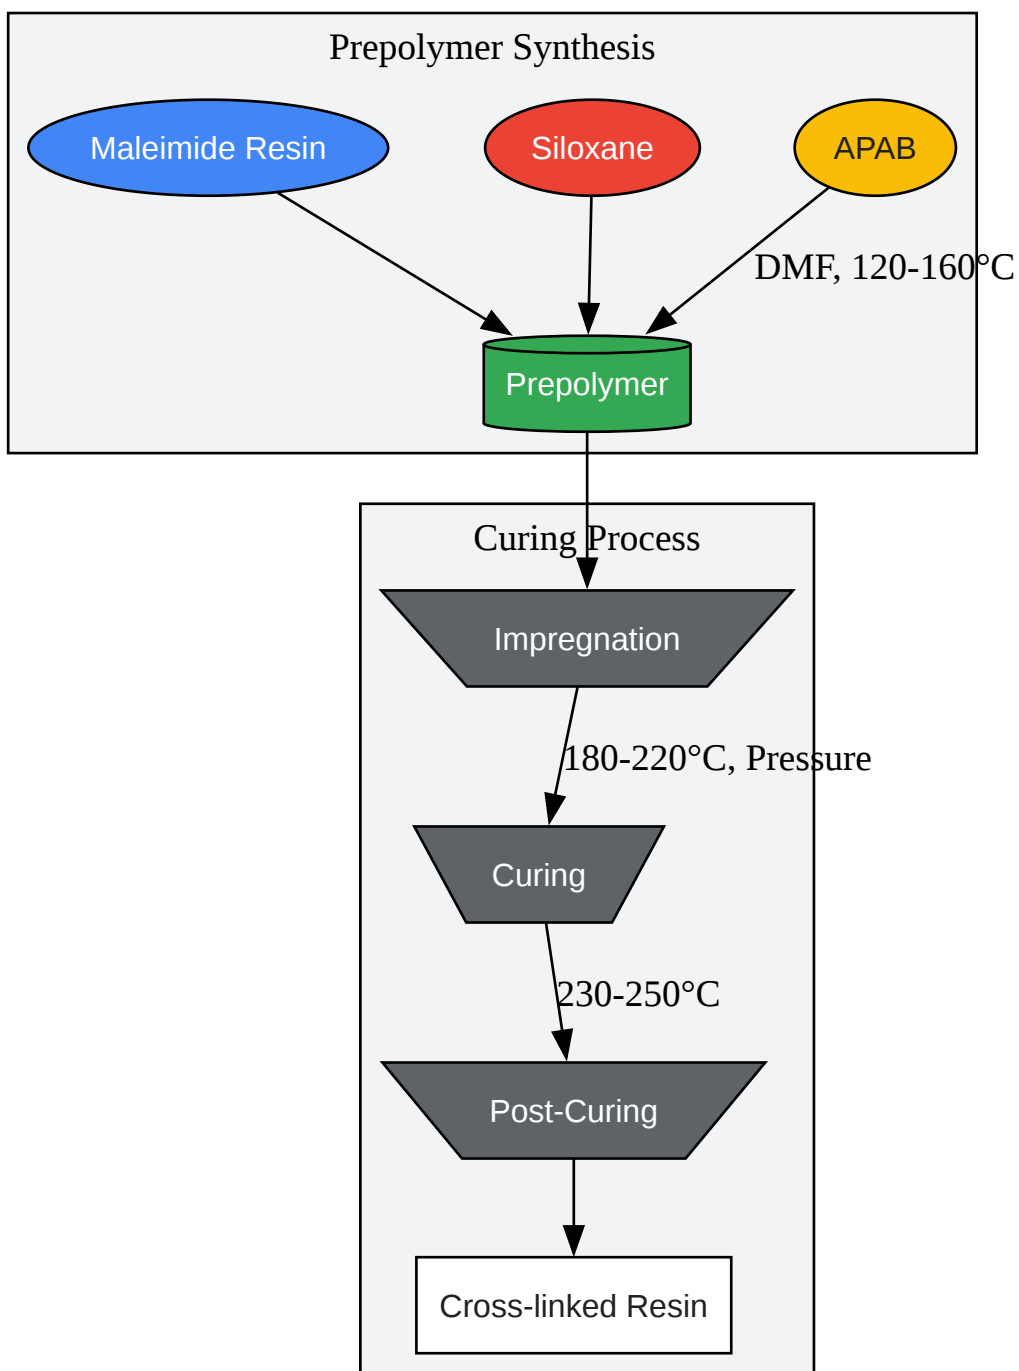 Prepolymer Synthesis
Maleimide Resin
Siloxane
APAB
DMF, 120-160°C
Prepolymer
Curing Process
Impregnation
180-220°C, Pressure
Curing
230-250°C
Post-Curing
Cross-linked Resin